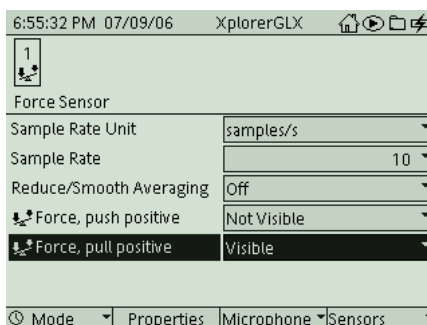 6:55:32 PM 07/09/06 XplorerGLX
1
Force Sensor
Sample Rate Unit samples/s
Sample Rate 10
Reduce/Smooth Averaging Off
Force, push positive Not Visible
Force, pull positive Visible
Mode Properties Microphone Sensors